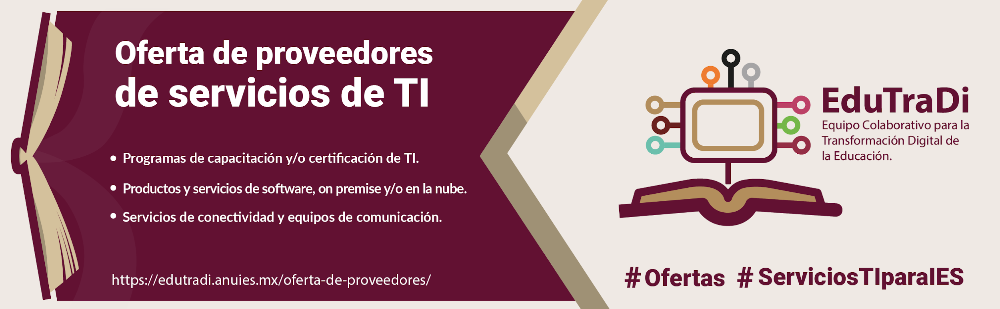 Oferta de proveedores
de servicios de TI
• Programas de capacitación y/o certificación de TI.
• Productos y servicios de software, on premise y/o en la nube.
• Servicios de conectividad y equipos de comunicación.
https://edutradi.anuies.mx/oferta-de-proveedores/
EduTraDi
Equipo Colaborativo para la
Transformación Digital de
la Educación.
#Ofertas #ServiciosTIparaIES